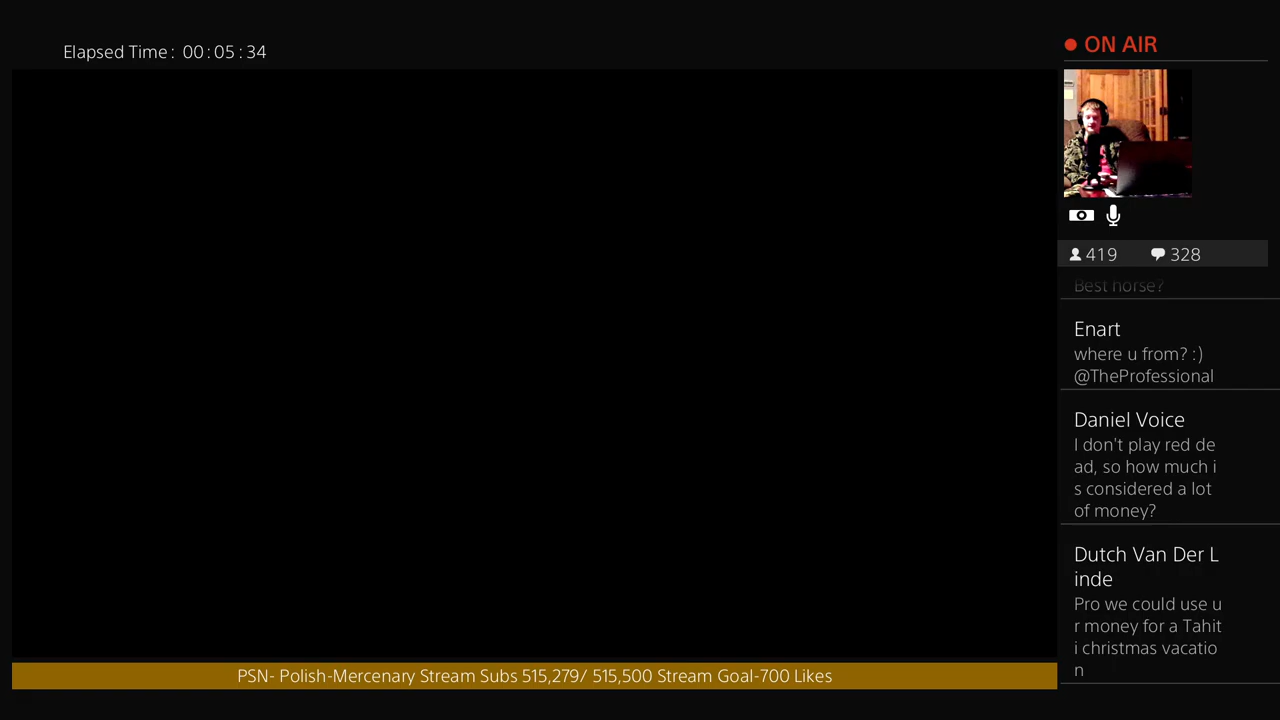 Elapsed Time: 00:05:34
ON AIR
419 328
Best horse?
Enart
where u from? :)
@TheProfessional
Daniel Voice
I don't play red de
ad, so how much i
s considered a lot
of money?
Dutch Van Der L
inde
Pro we could use u
r money for a Tahit
i christmas vacatio
n
PSN- Polish-Mercenary Stream Subs 515,279/ 515,500 Stream Goal-700 Likes